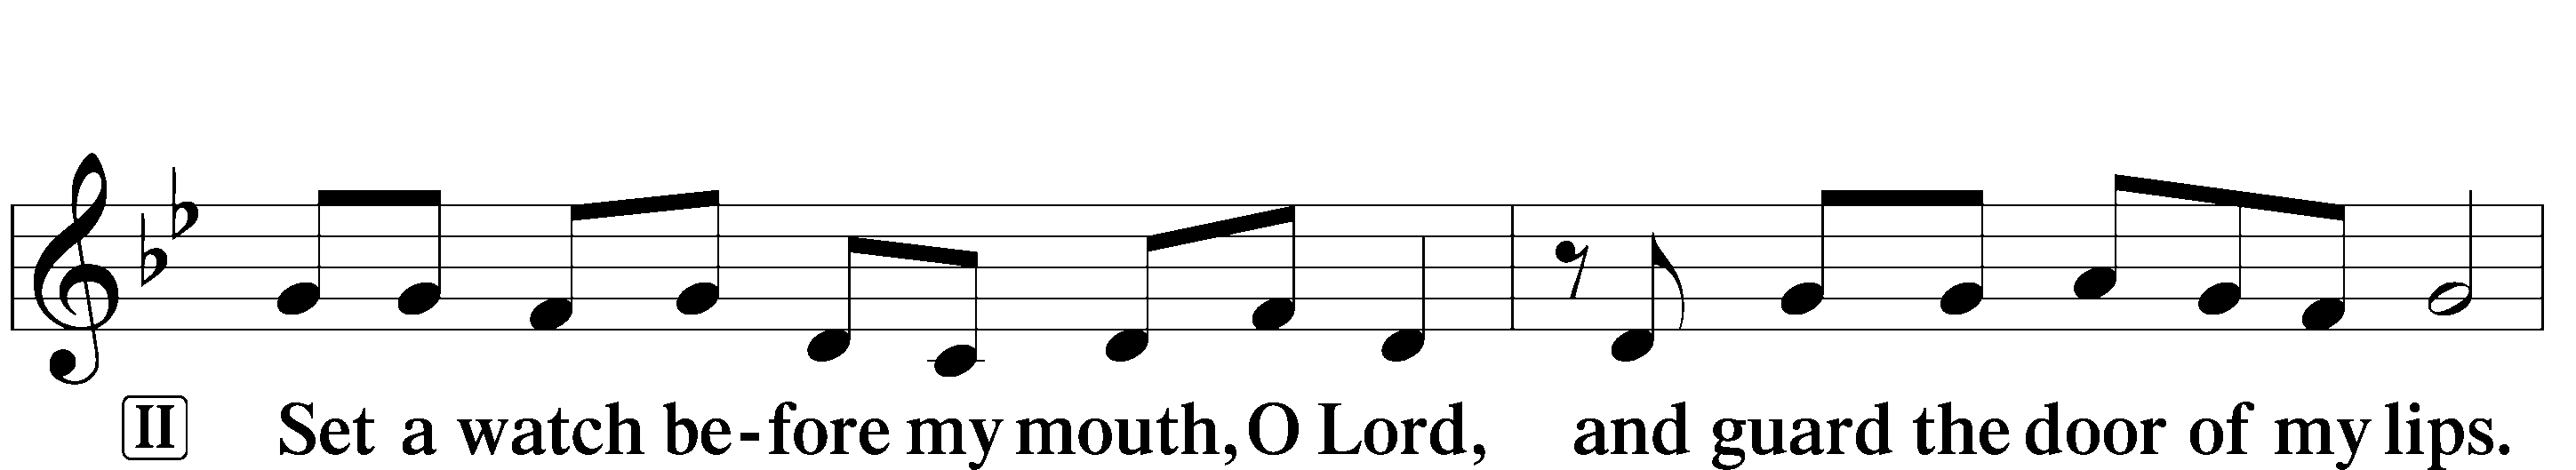 II Set a watch be-fore my mouth, O Lord, and guard the door of my lips.